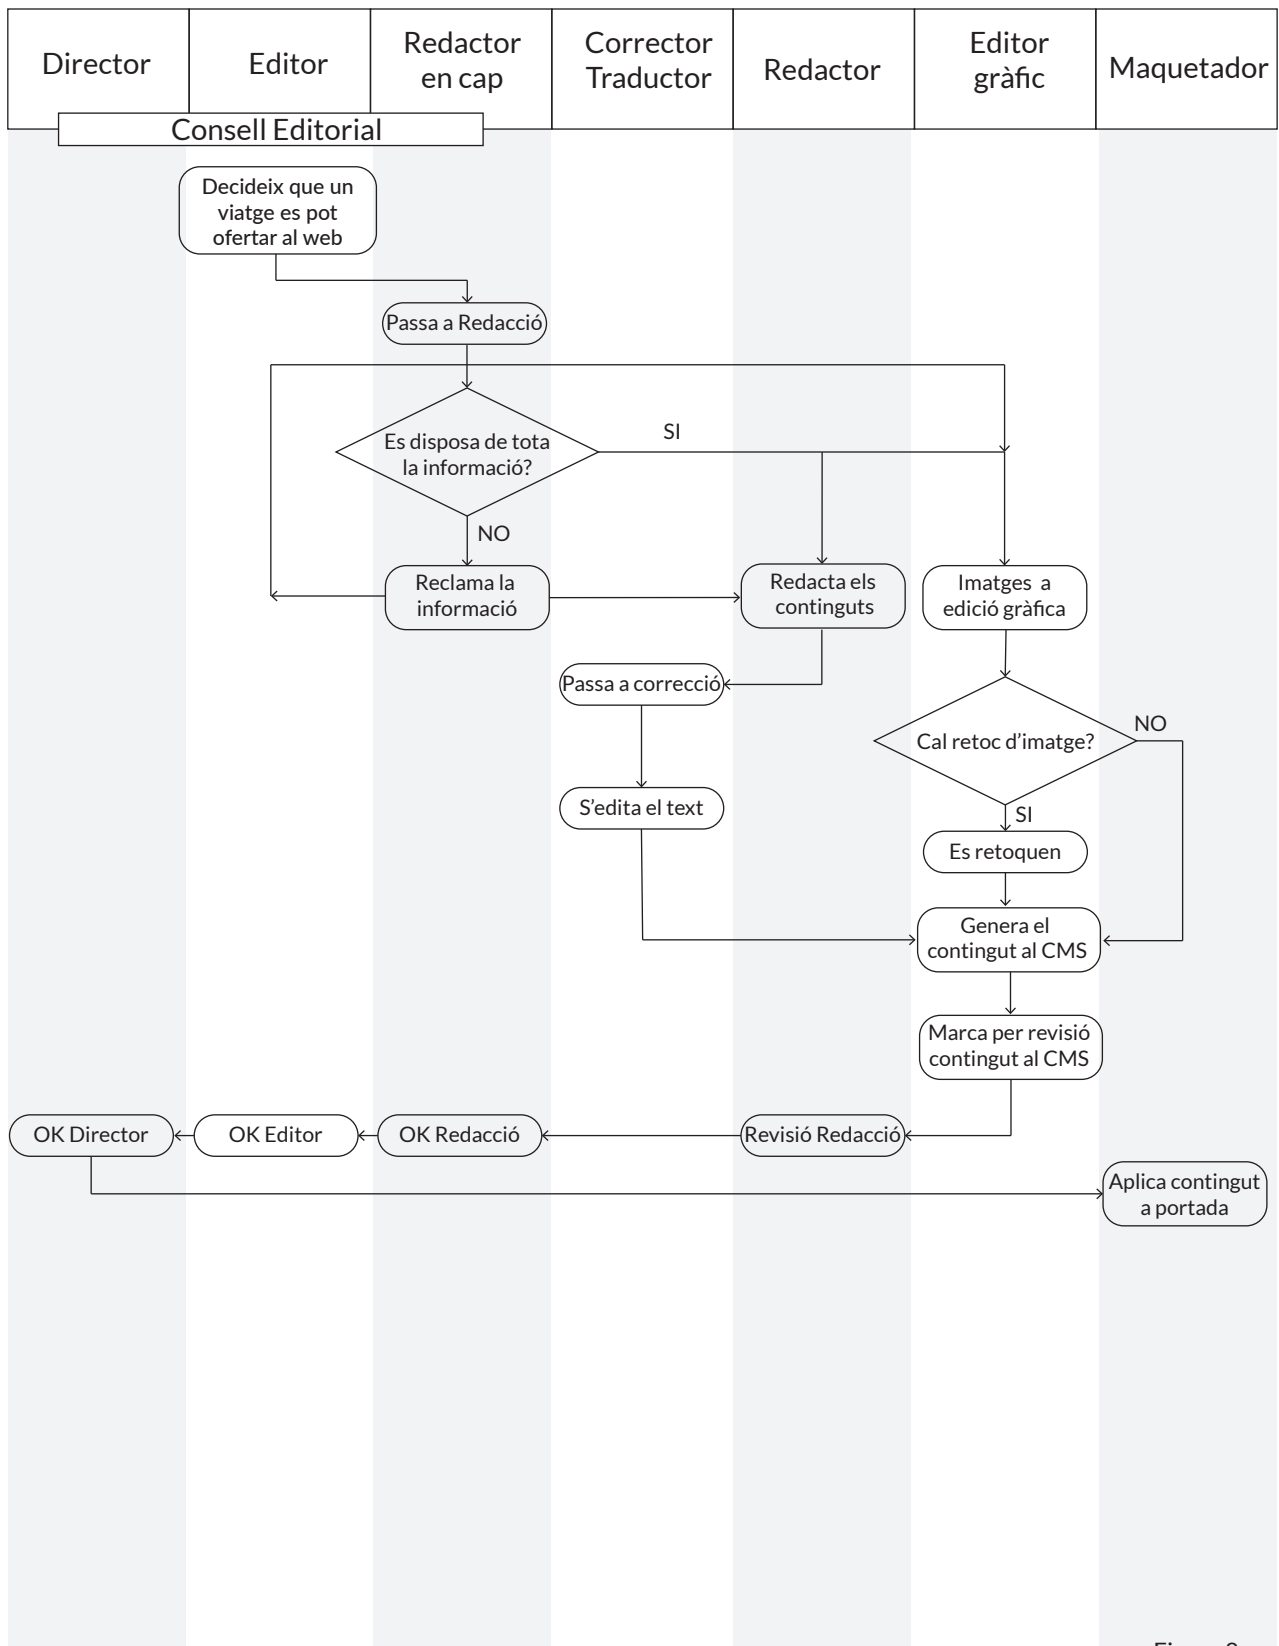 Director
Editor
Redactor
en cap
Corrector
Traductor
Redactor
Editor
gràfic
Maquetador
Consell Editorial
Decideix que un
viatge es pot
ofertar al web
Passa a Redacció
Es disposa de tota
la informació?
SI
NO
Reclama la
informació
Redacta els
continguts
Imatges a
edició gràfica
Passa a correcció
Cal retoc d’imatge?
NO
SI
S’edita el text
Es retoquen
Genera el
contingut al CMS
Marca per revisió
contingut al CMS
OK Director
OK Editor
OK Redacció
Revisió Redacció
Aplica contingut
a portada